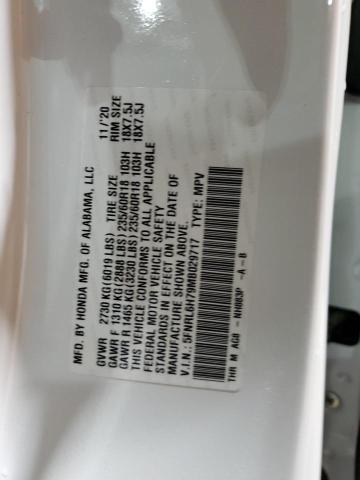 MFD. BY HONDA MFG. OF ALABAMA, LLC 11/'20
GVWR 2730 KG(6019 LBS) TIRE SIZE RIM SIZE
GAWR F 1310 KG(2888 LBS)235/60R18 103H 18X7.5J
GAWR R 1465 KG(3230 LBS)235/60R18 103H 18X7.5J
THIS VEHICLE CONFORMS TO ALL APPLICABLE
FEDERAL MOTOR VEHICLE SAFETY
STANDARDS IN EFFECT ON THE DATE OF
MANUFACTURE SHOWN ABOVE.
V.I.N.: 5FNRL6H79MB029717 TYPE: MPV
THR M AG0 - NH883P -A -B